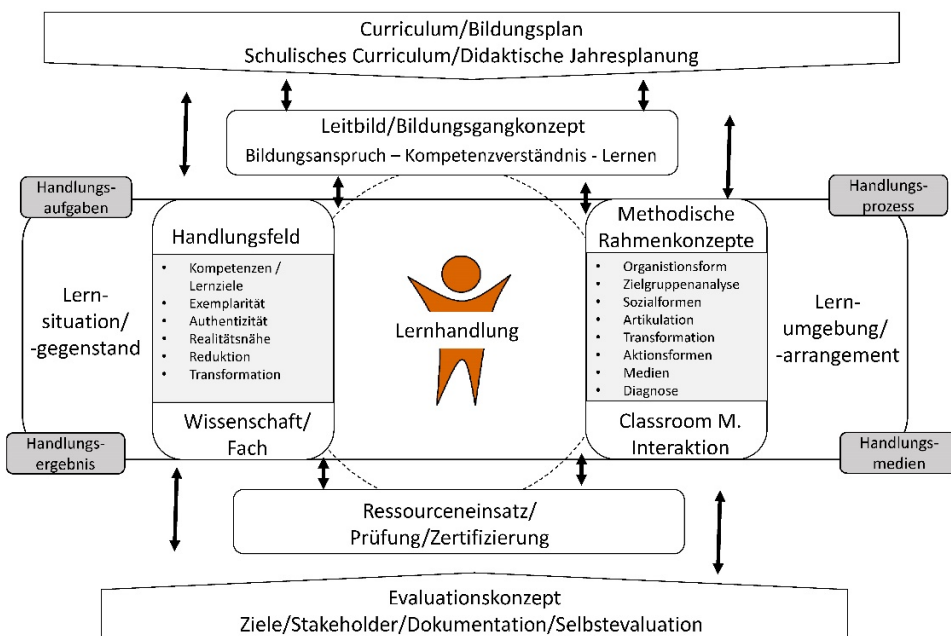 Curriculum/Bildungsplan
Schulisches Curriculum/Didaktische Jahresplanung
Leitbild/Bildungsgangkonzept
Bildungsanspruch – Kompetenzverständnis - Lernen
Handlungs-
aufgaben
Handlungs-
prozess
Lern-
situation/
-gegenstand
Handlungsfeld
• Kompetenzen /
Lernziele
• Exemplarität
• Authentizität
• Realitätsnähe
• Reduktion
• Transformation
Wissenschaft/
Fach
Lernhandlung
Methodische
Rahmenkonzepte
• Organistionsform
• Zielgruppenanalyse
• Sozialformen
• Artikulation
• Transformation
• Aktionsformen
• Medien
• Diagnose
Classroom M.
Interaktion
Lern-
umgebung/
-arrangement
Handlungs-
ergebnis
Handlungs-
medien
Ressourceneinsatz/
Prüfung/Zertifizierung
Evaluationskonzept
Ziele/Stakeholder/Dokumentation/Selbstevaluation